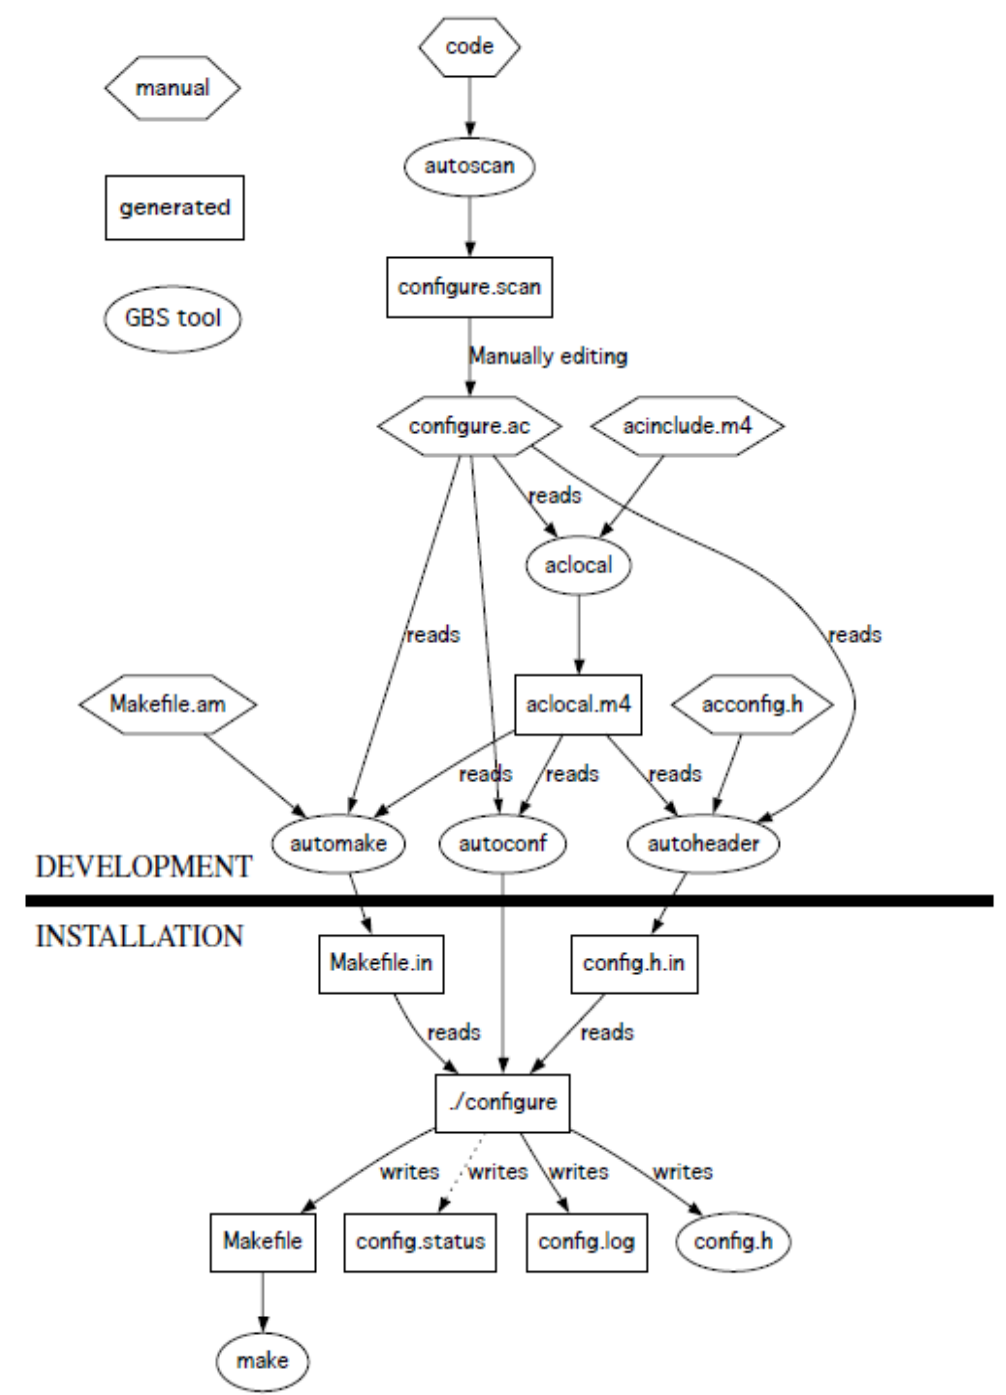 code
manual
autoscan
generated
configure.scan
GBS tool
Manually editing
configure.ac
acinclude.m4
reads
aclocal
reads
reads
Makefile.am
aclocal.m4
acconfig.h
reads
reads
reads
automake
autoconf
autoheader
DEVELOPMENT
INSTALLATION
Makefile.in
config.h.in
reads
reads
./configure
writes
writes
writes
writes
Makefile
config.status
config.log
config.h
make